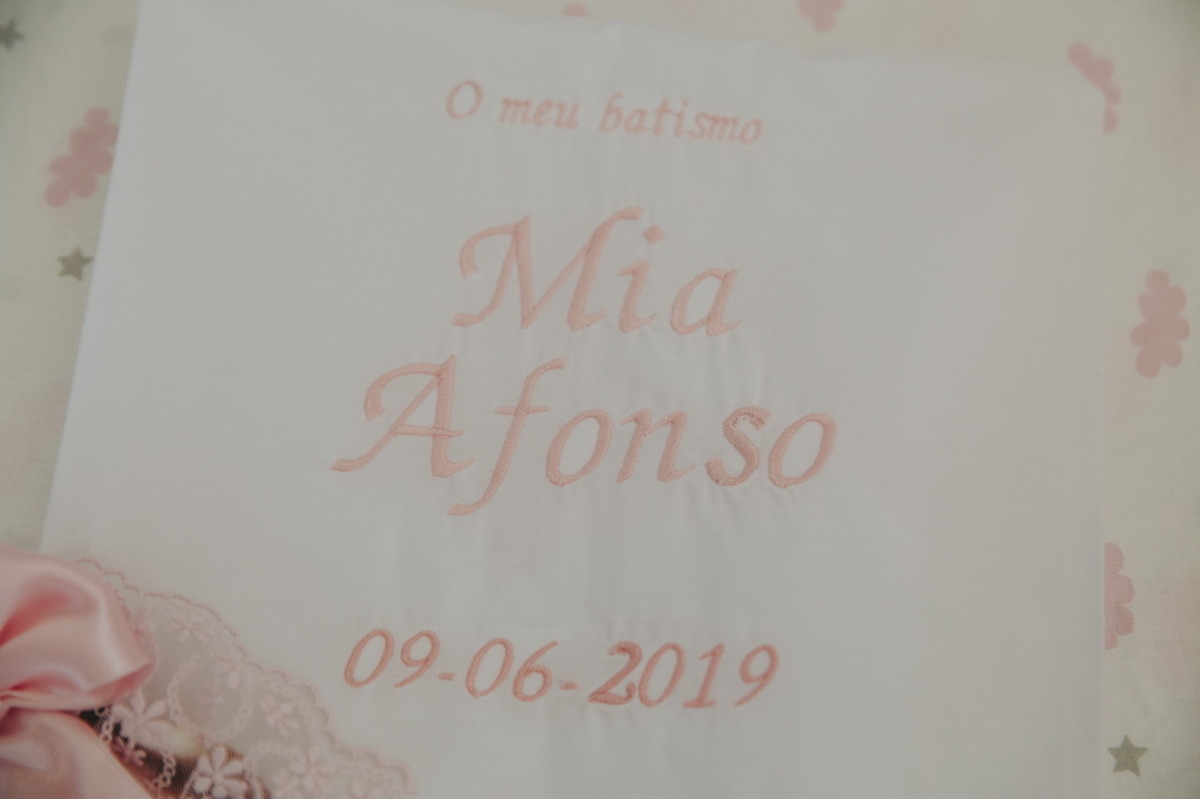 O meu batismo
Mia
Afonso
09-06-2019